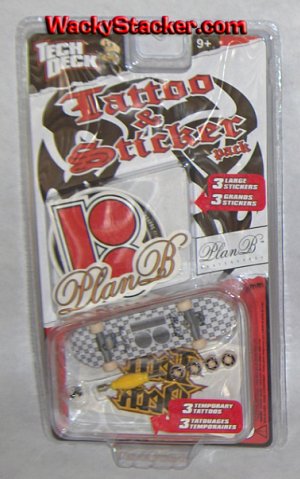 WackyStacker.com
TECH DECK
9+
Tattoo
&
Sticker
pack
3 LARGE STICKERS
3 GRANDS STICKERS
Plan B
Plan B
SKATEBOARDS
3 TEMPORARY TATTOOS
3 TATOUAGES TEMPORAIRES